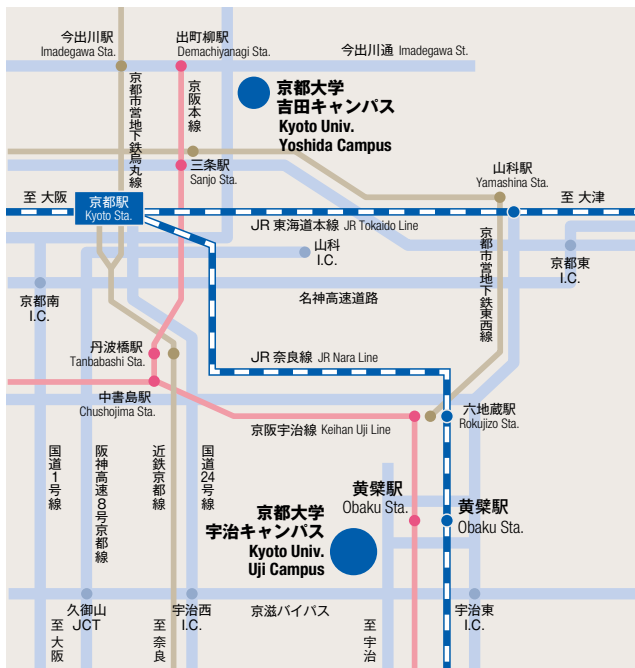 今出川駅
Imadegawa Sta.
出町柳駅
Demachiyanagi Sta.
今出川通 Imadegawa St.
京都市営地下鉄烏丸線
京阪本線
京都大学
吉田キャンパス
Kyoto Univ.
Yoshida Campus
三条駅
Sanjo Sta.
山科駅
Yamashina Sta.
至 大阪
京都駅
Kyoto Sta.
至 大津
JR 東海道本線 JR Tokaido Line
山科
I.C.
京都市営地下鉄東西線
京都東
I.C.
京都南
I.C.
名神高速道路
丹波橋駅
Tanbabashi Sta.
JR 奈良線 JR Nara Line
中書島駅
Chushojima Sta.
京阪宇治線 Keihan Uji Line
六地蔵駅
Rokujizo Sta.
国道1号線
阪神高速8号京都線
近鉄京都線
国道24号線
黄檗駅
Obaku Sta.
黄檗駅
Obaku Sta.
京都大学
宇治キャンパス
Kyoto Univ.
Uji Campus
久御山
JCT
宇治西
I.C.
京滋バイパス
宇治東
I.C.
至 大阪
至 奈良
至 宇治